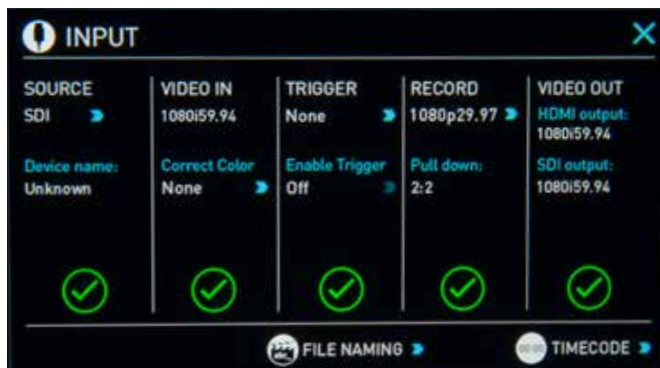 INPUT
SOURCE
SDI
Device name:
Unknown
VIDEO IN
1080i59.94
Correct Color
None
TRIGGER
None
Enable Trigger
Off
RECORD
1080p29.97
Pull down:
2:2
VIDEO OUT
HDMI output:
1080i59.94
SDI output:
1080i59.94
FILE NAMING
00:00 TIMECODE